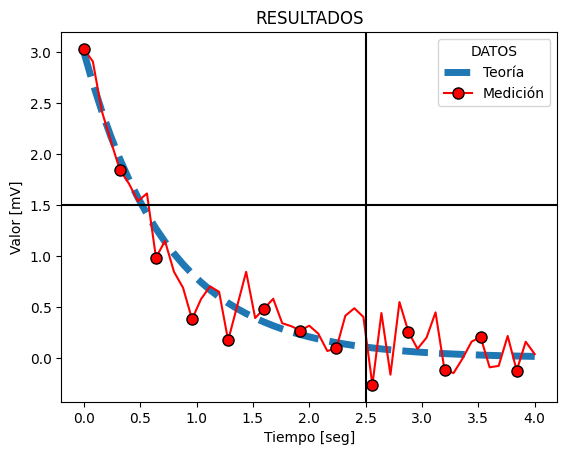 RESULTADOS
DATOS
Teoría
Medición
Valor [mV]
3.0
2.5
2.0
1.5
1.0
0.5
0.0
0.0 0.5 1.0 1.5 2.0 2.5 3.0 3.5 4.0
Tiempo [seg]